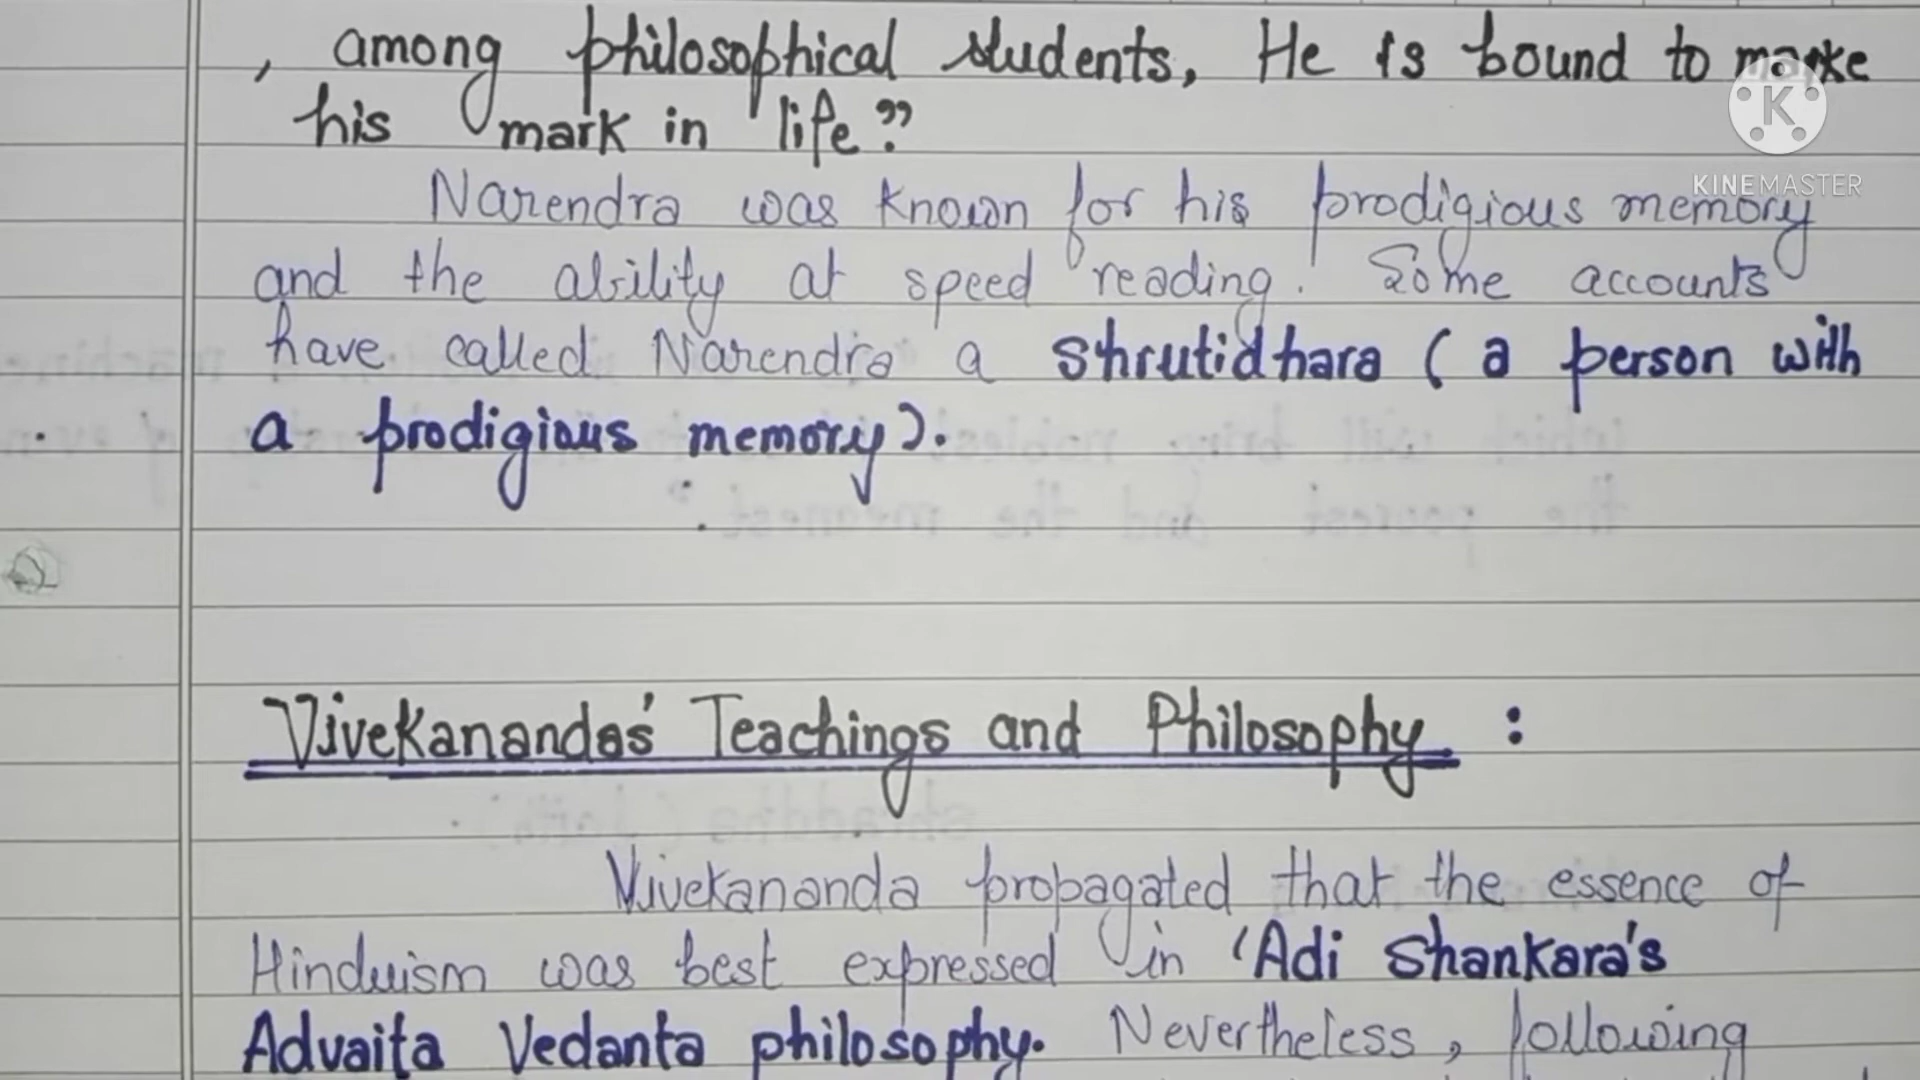 , among philosophical students, He is bound to marke
his mark in life."
Narendra was known for his prodigious memory
and the ability at speed reading. Some accounts
have called Narendra a shrutidhara ( a person with
a prodigious memory).
Vivekanandas' Teachings and Philosophy :
Vivekananda propagated that the essence of
Hinduism was best expressed in 'Adi Shankara's
Advaita Vedanta philosophy. Nevertheless, following
K
KINEMASTER